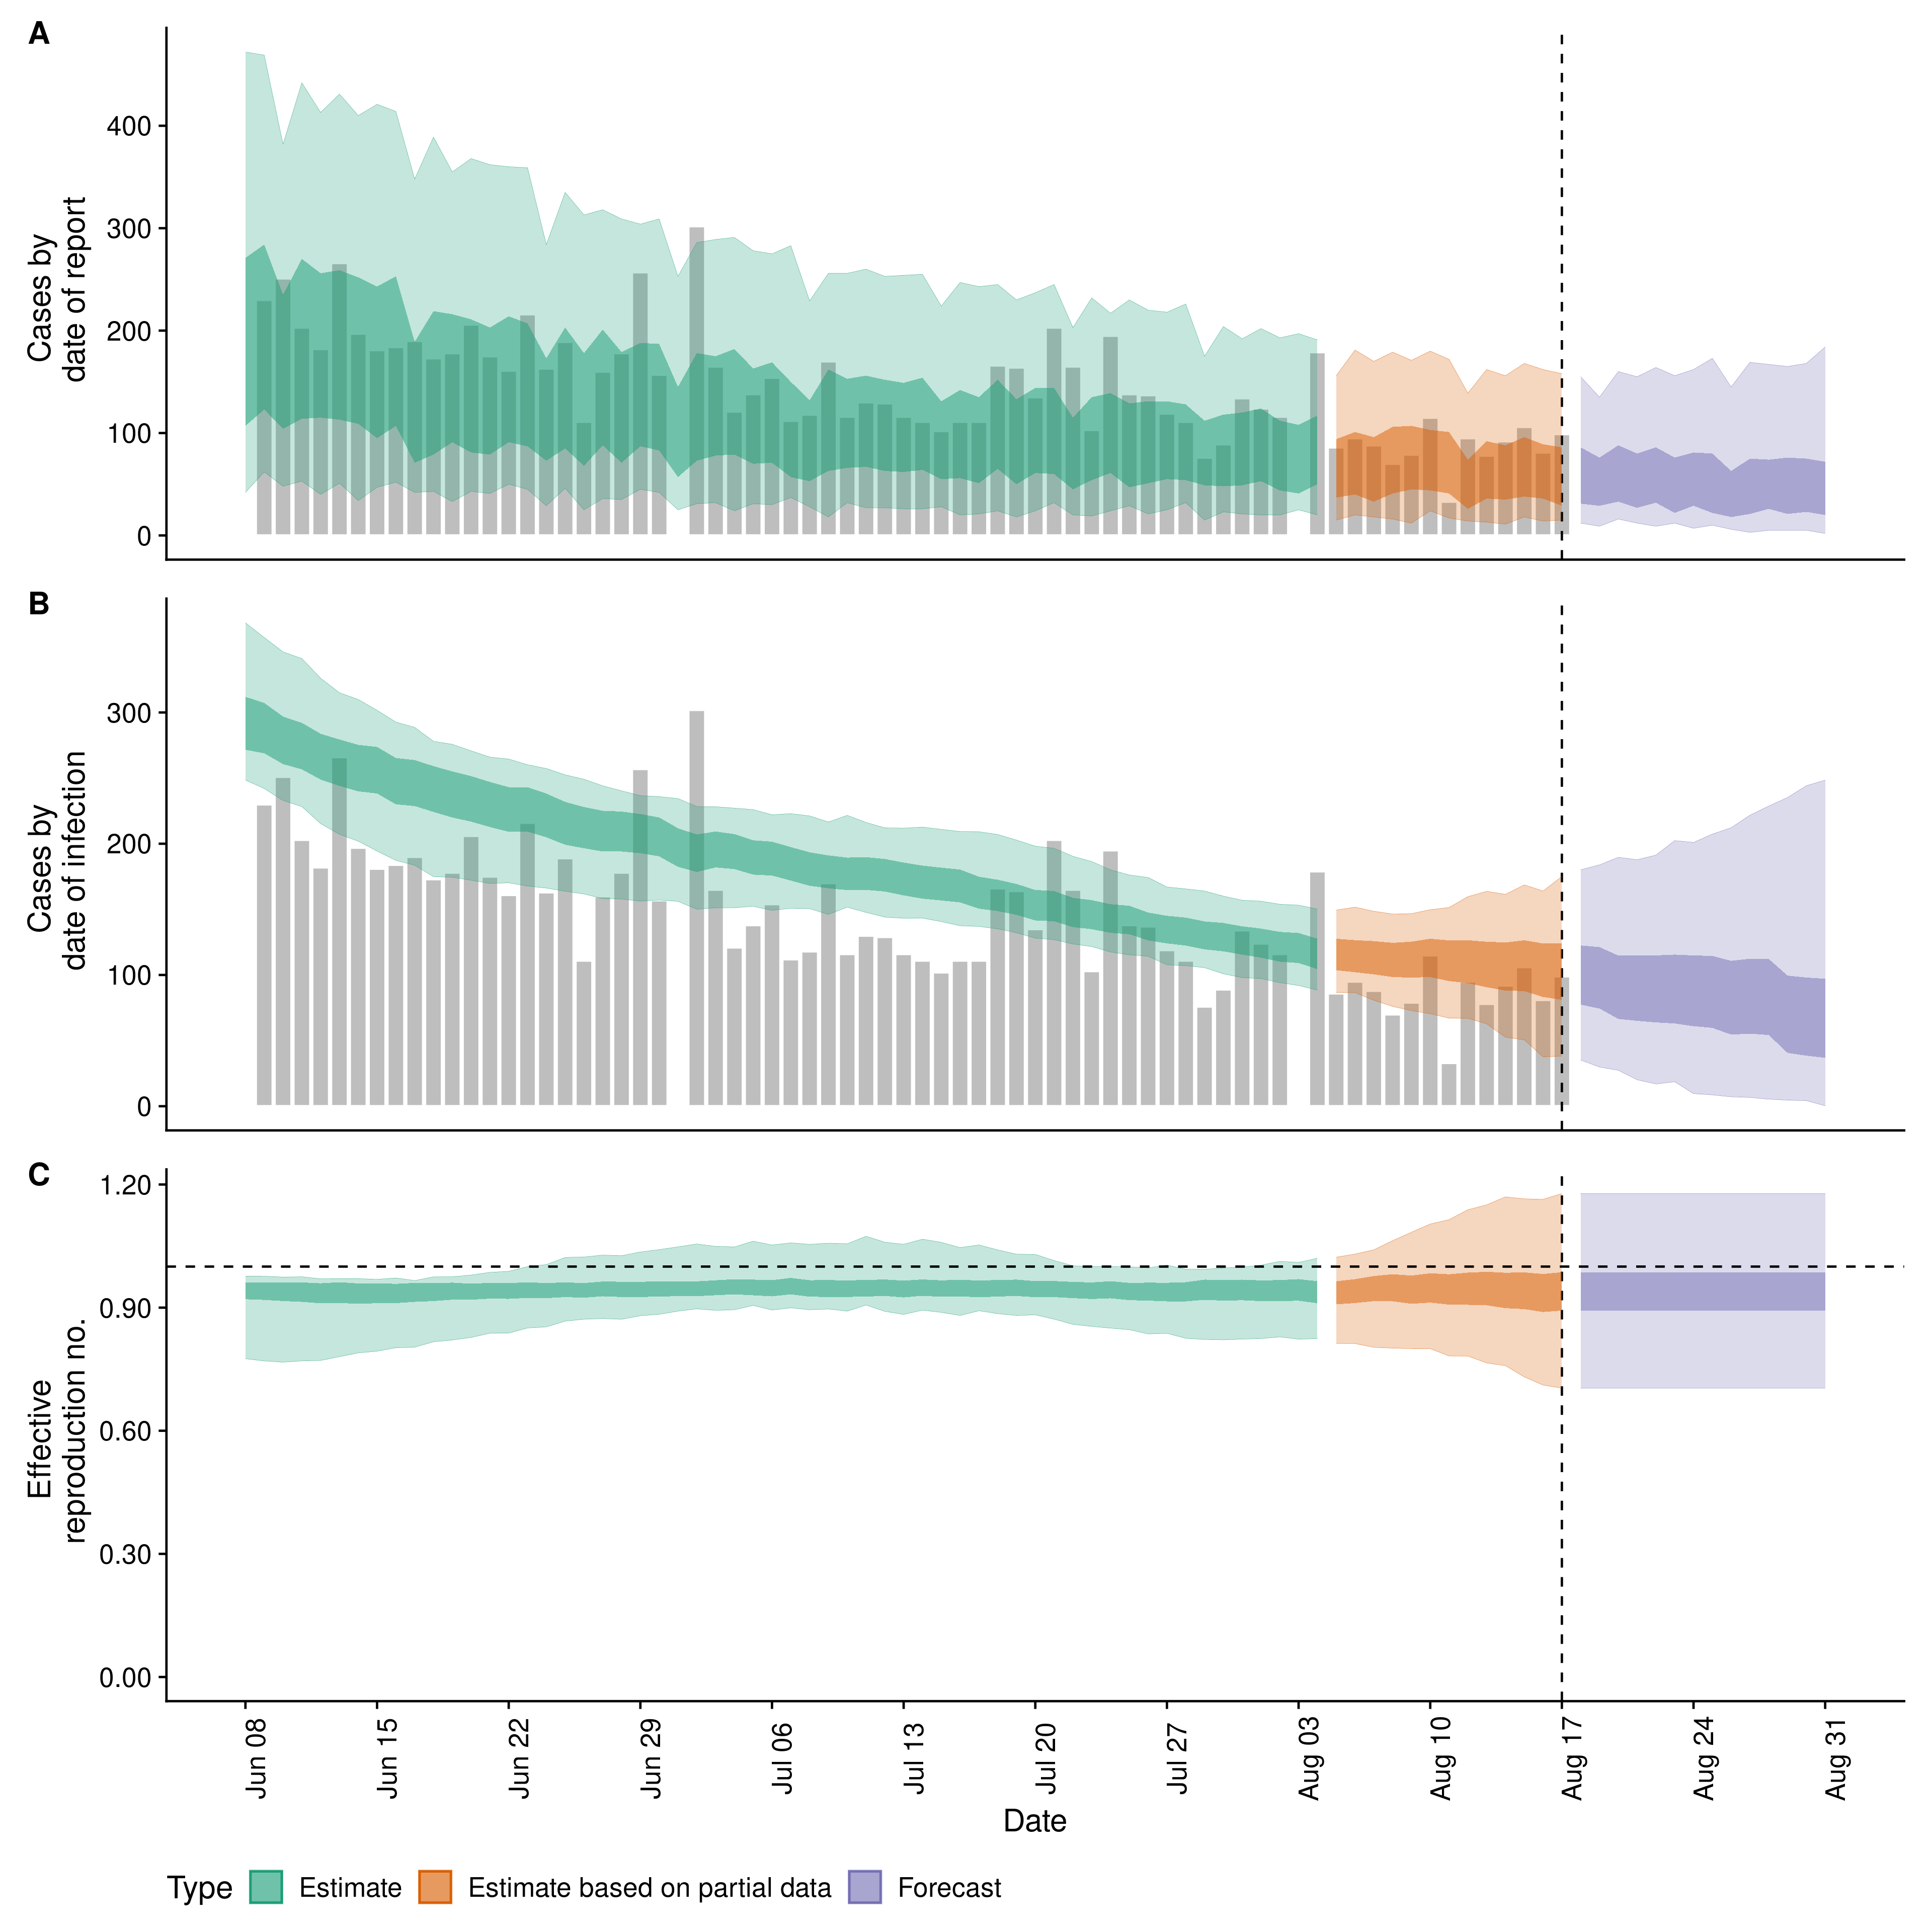 A
Cases by
date of report
400
300
200
100
0
B
Cases by
date of infection
300
200
100
0
C
Effective
reproduction no.
1.20
0.90
0.60
0.30
0.00
Jun 08
Jun 15
Jun 22
Jun 29
Jul 06
Jul 13
Jul 20
Jul 27
Aug 03
Aug 10
Aug 17
Aug 24
Aug 31
Date
Type Estimate Estimate based on partial data Forecast